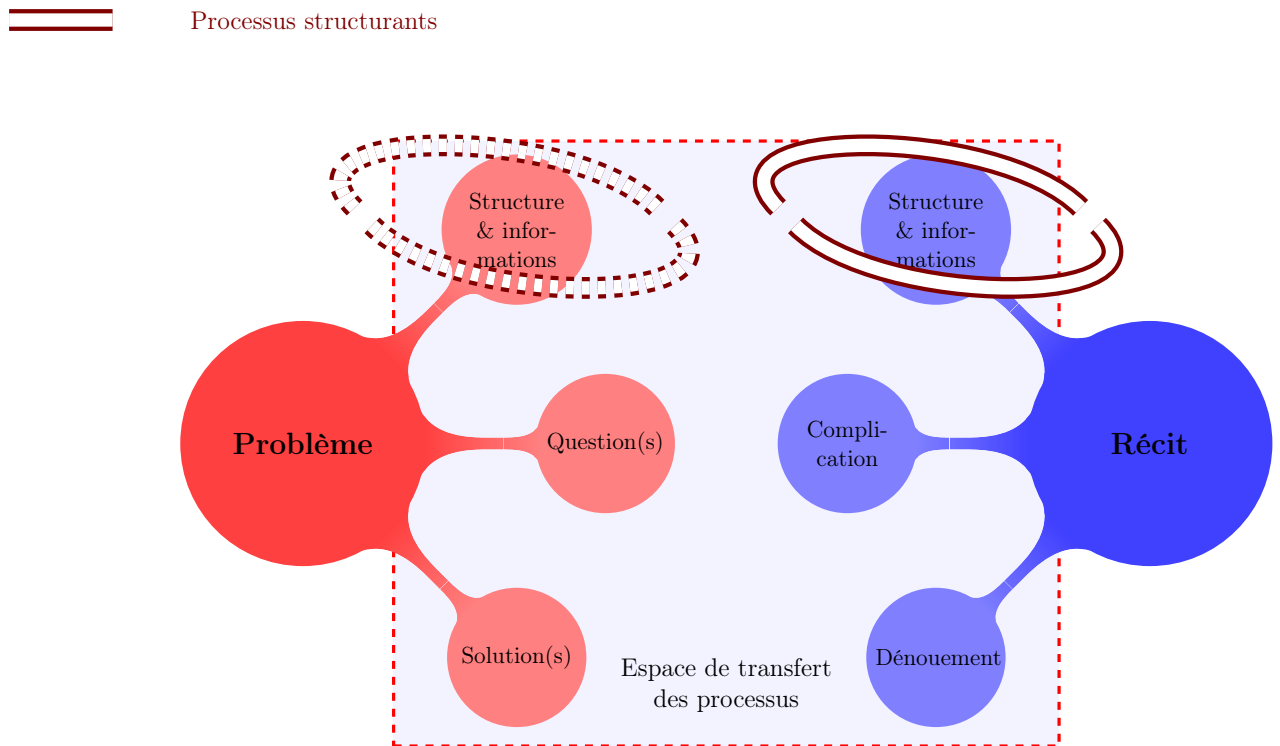 Processus structurants
Structure
& infor-
mations
Structure
& infor-
mations
Problème
Question(s)
Compli-
cation
Récit
Solution(s)
Espace de transfert
des processus
Dénouement